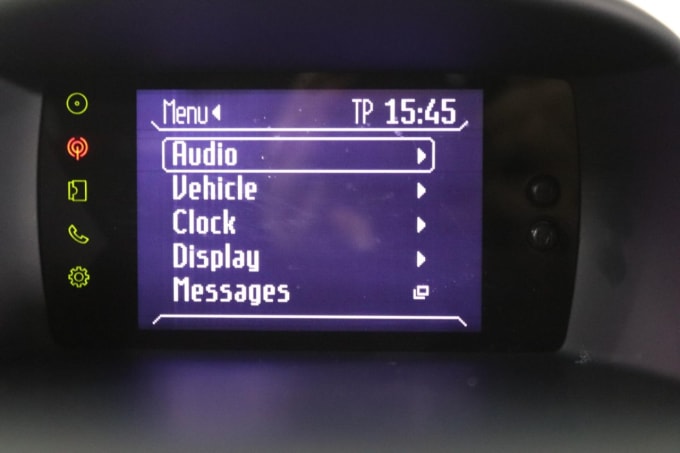 Menu TP 15:45
Audio
Vehicle
Clock
Display
Messages